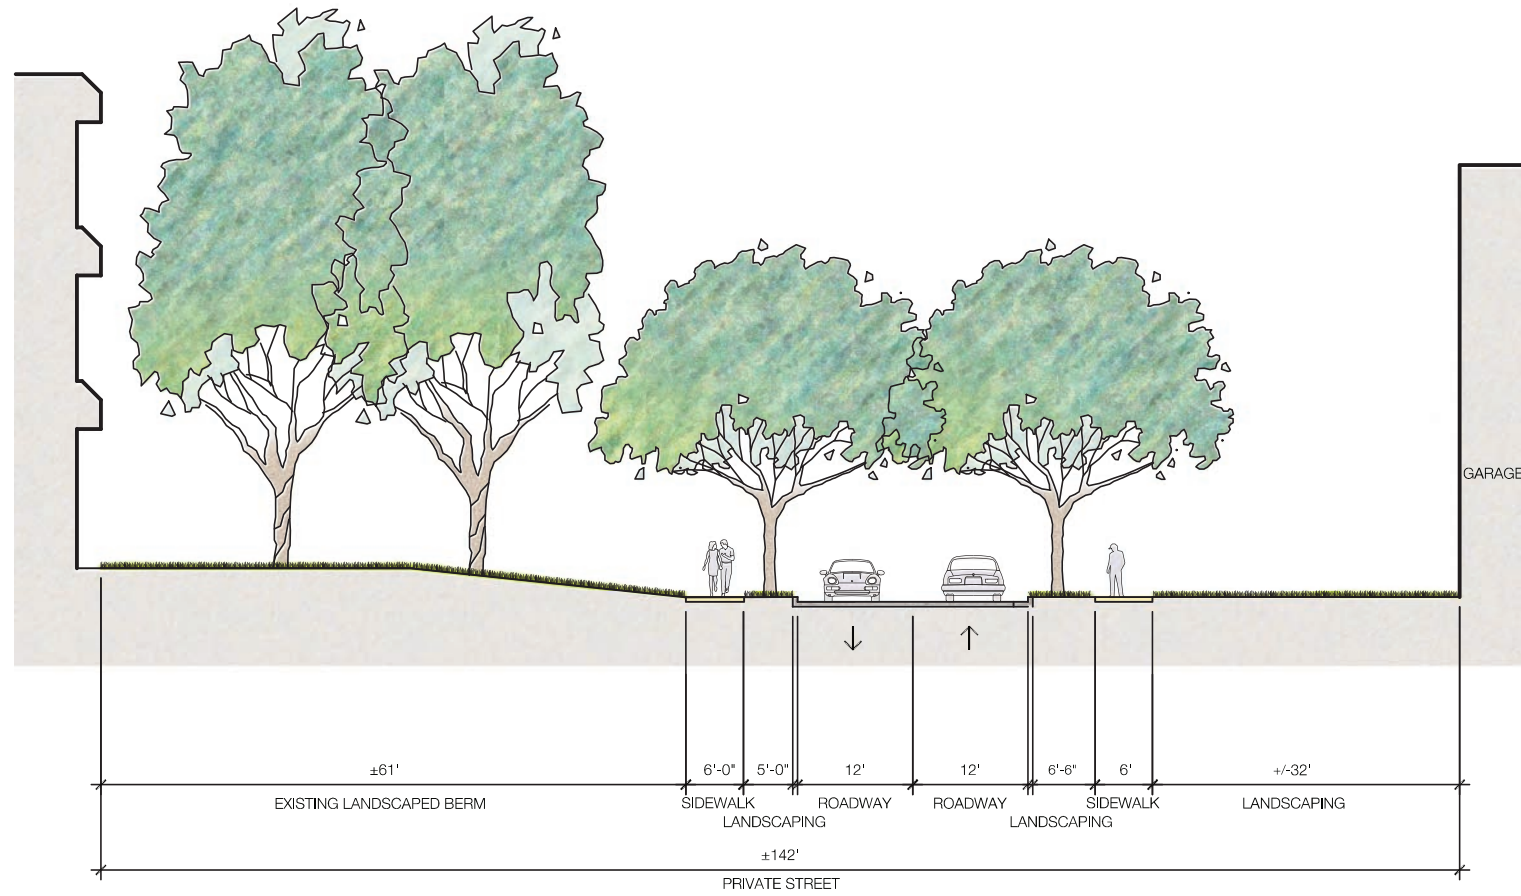 GARAGE
±61' 6'-0" 5'-0" 12' 12' 6'-6" 6' +/-32'
EXISTING LANDSCAPED BERM SIDEWALK ROADWAY ROADWAY SIDEWALK LANDSCAPING
LANDSCAPING LANDSCAPING
±142'
PRIVATE STREET